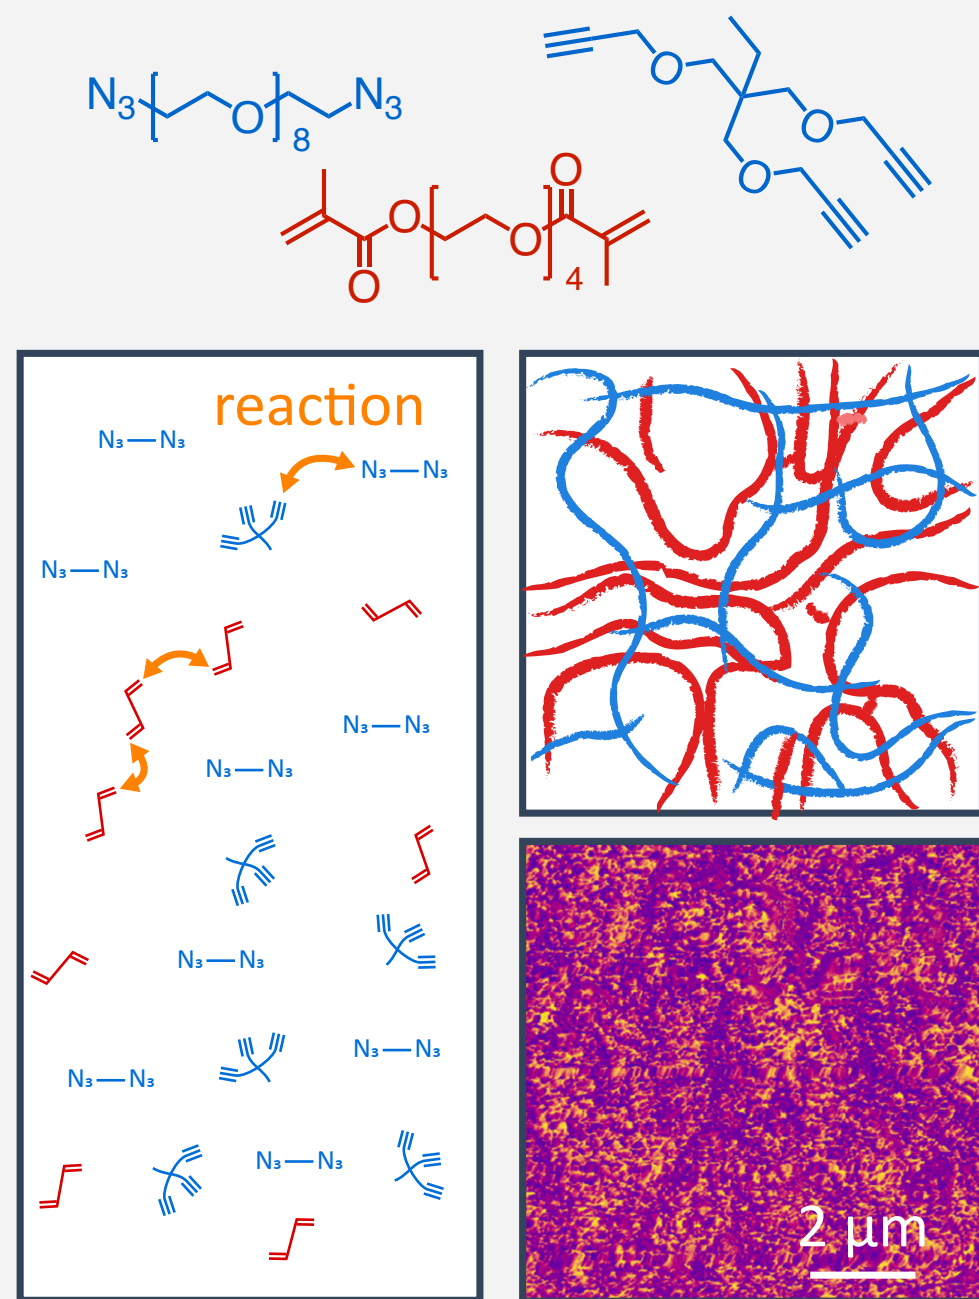 N₃ [ O ]₈ N₃
O
O
O
O O [ O ]₄
O
reaction
N₃—N₃
N₃—N₃
N₃—N₃
N₃—N₃
N₃—N₃
N₃—N₃
N₃—N₃
N₃—N₃
N₃—N₃
2 µm